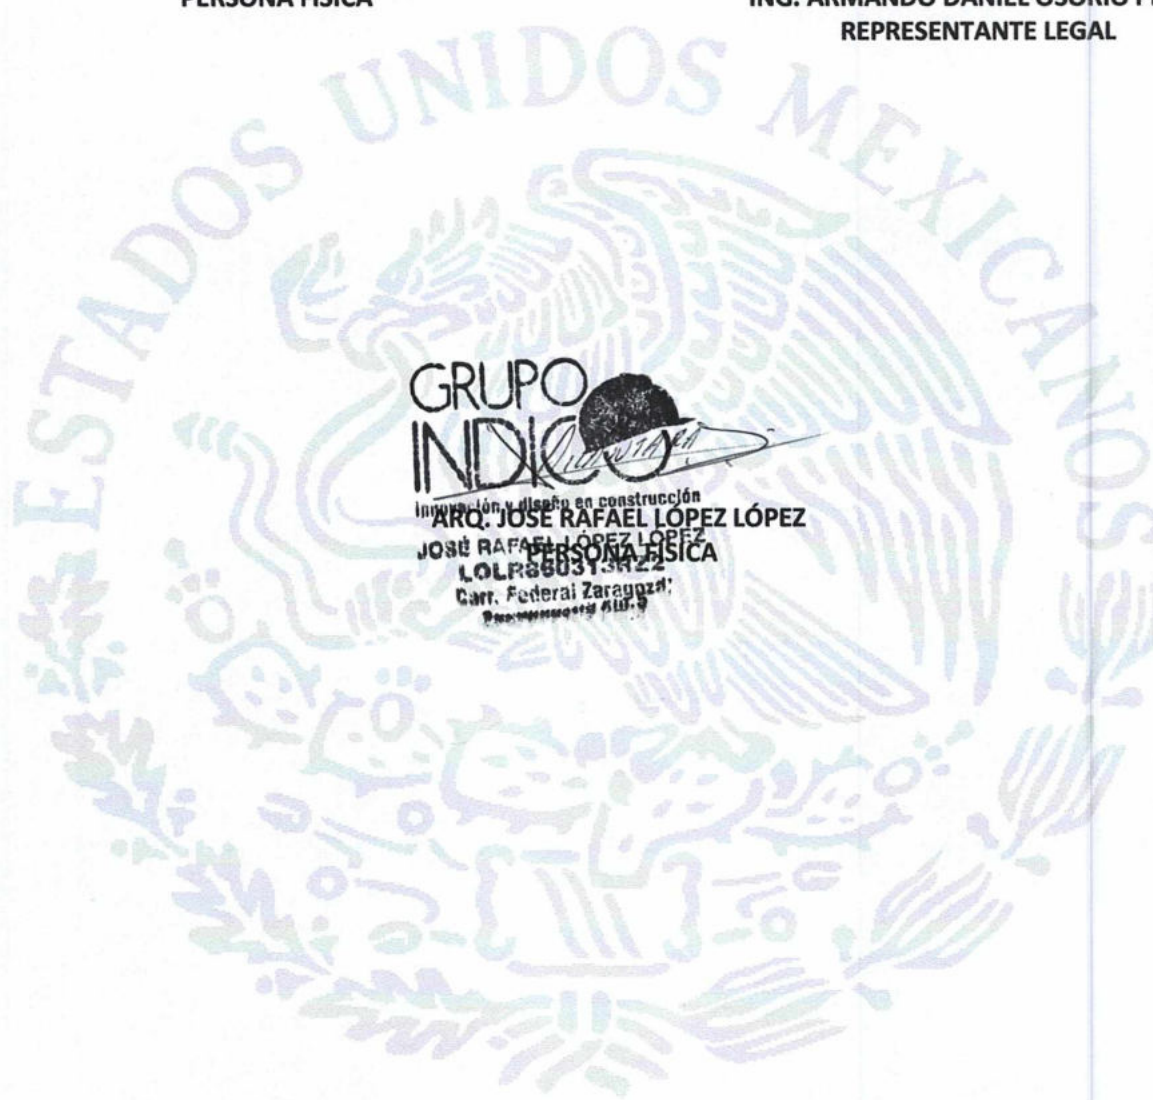 PERSONA FISICA
ING. ARMANDO DANIEL OSORIO
REPRESENTANTE LEGAL
ESTADOS UNIDOS MEXICANOS
GRUPO
INDICO
Innovación y diseño en construcción
ARQ. JOSÉ RAFAEL LÓPEZ LÓPEZ
PERSONA FISICA
JOSÉ RAFAEL LÓPEZ LÓPEZ
Carr. Federal Zaragoza;